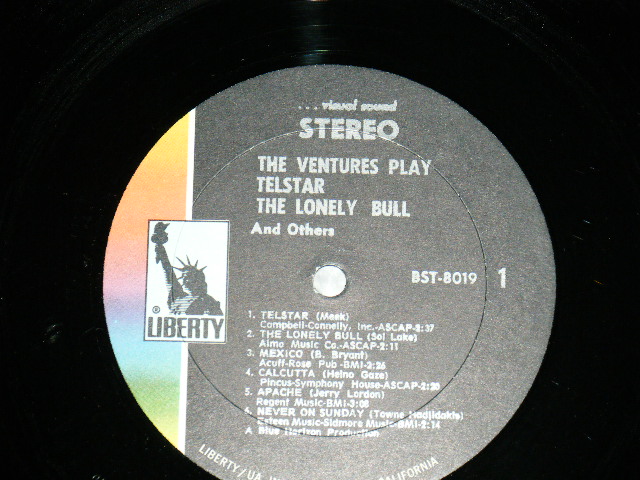 ...visual sound
STEREO
THE VENTURES PLAY
TELSTAR
THE LONELY BULL
And Others
BST-8019 1
® LIBERTY
1. TELSTAR (Meek)
Campbell-Connelly, Inc.-ASCAP-2:37
2. THE LONELY BULL (Sol Lake)
Almo Music Co.-ASCAP-2:11
3. MEXICO (B. Bryant)
Acuff-Rose Pub-BMI-2:26
4. CALCUTTA (Heino Gaze)
Pincus-Symphony House-ASCAP-2:20
5. APACHE (Jerry Lordon)
Regent Music-BMI-3:08
6. NEVER ON SUNDAY (Towne Hadjidakis)
Esteem Music-Sidmore Music-BMI-2:14
A Blue Horizon Production
LIBERTY/UA, CALIFORNIA